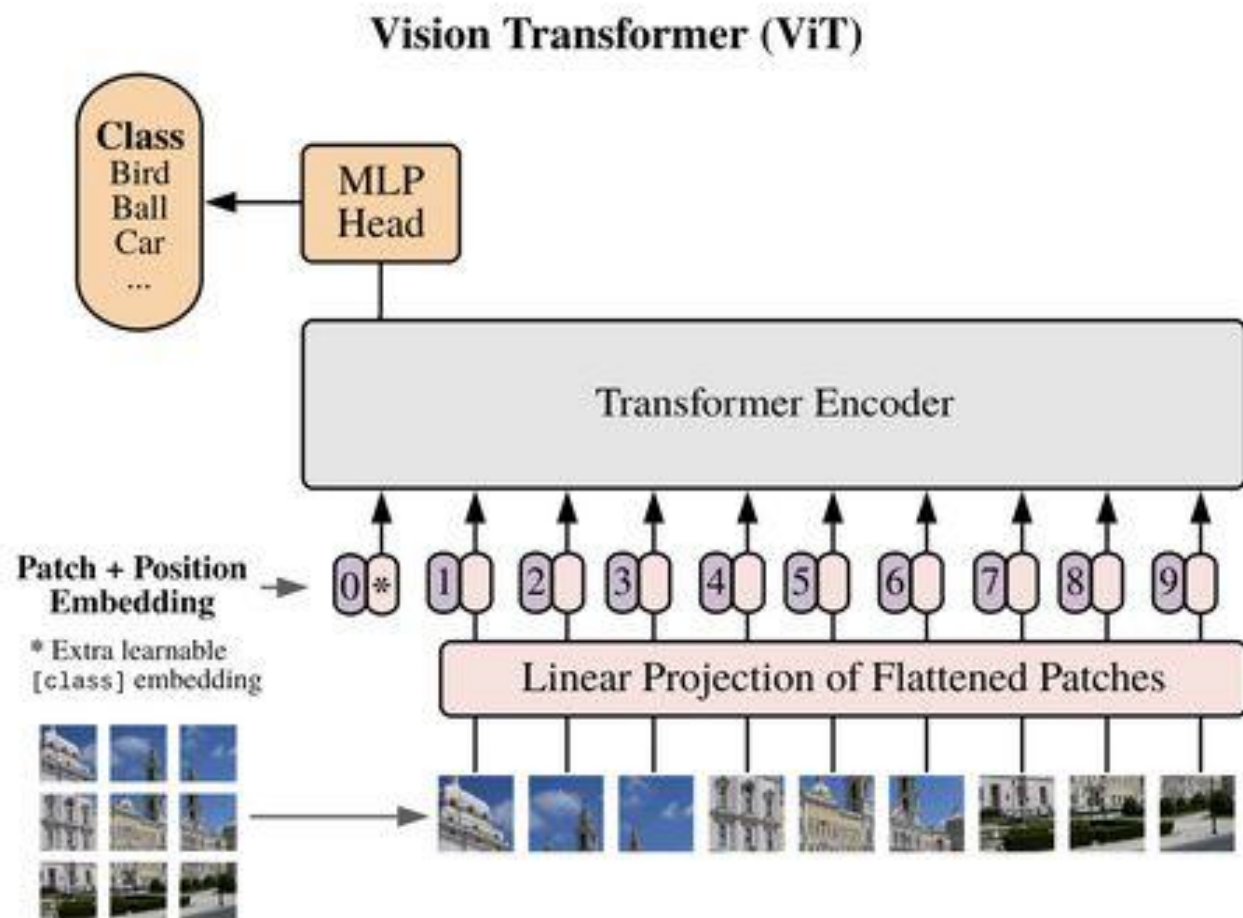 Vision Transformer (ViT)
Class
Bird
Ball
Car
...
MLP
Head
Transformer Encoder
Patch + Position
Embedding
* Extra learnable
[class] embedding
0 * 1 2 3 4 5 6 7 8 9
Linear Projection of Flattened Patches